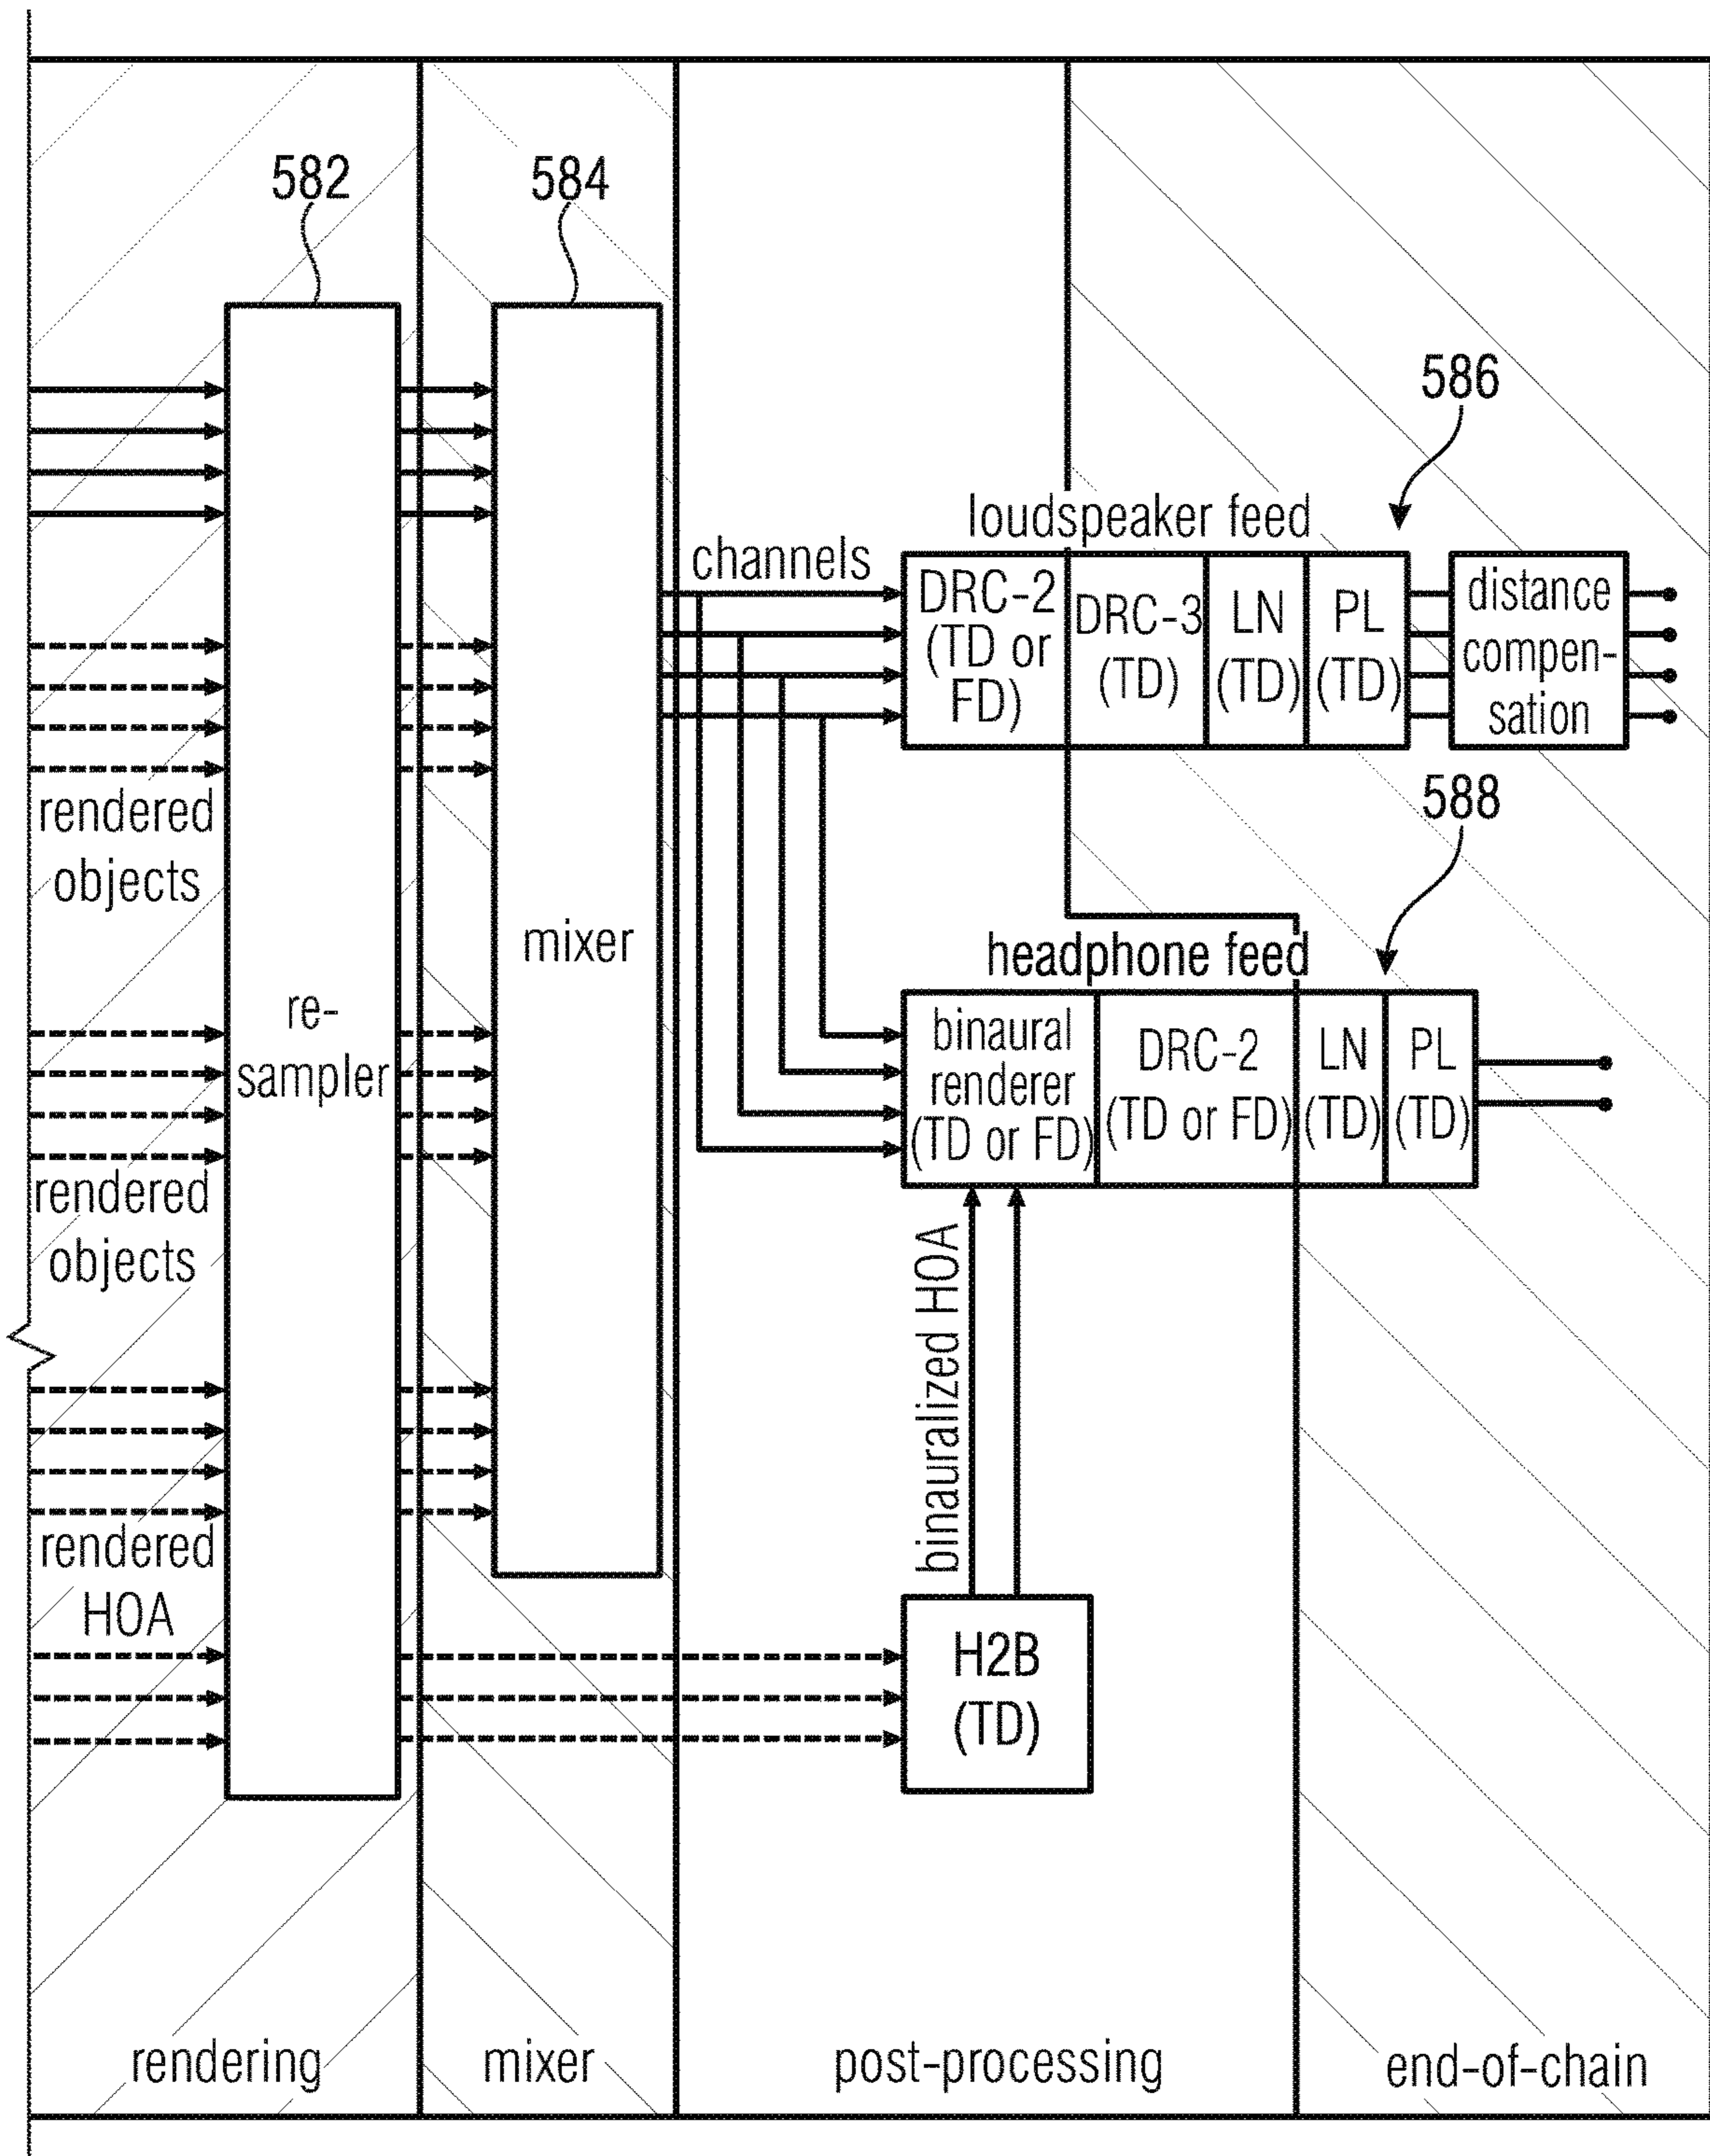 582
584
586
loudspeaker feed
channels
DRC-2
(TD or
FD)
DRC-3
(TD)
LN
(TD)
PL
(TD)
distance
compen-
sation
588
rendered
objects
mixer
headphone feed
re-
sampler
binaural
renderer
(TD or FD)
DRC-2
(TD or FD)
LN
(TD)
PL
(TD)
rendered
objects
binauralized HOA
rendered
HOA
H2B
(TD)
rendering
mixer
post-processing
end-of-chain